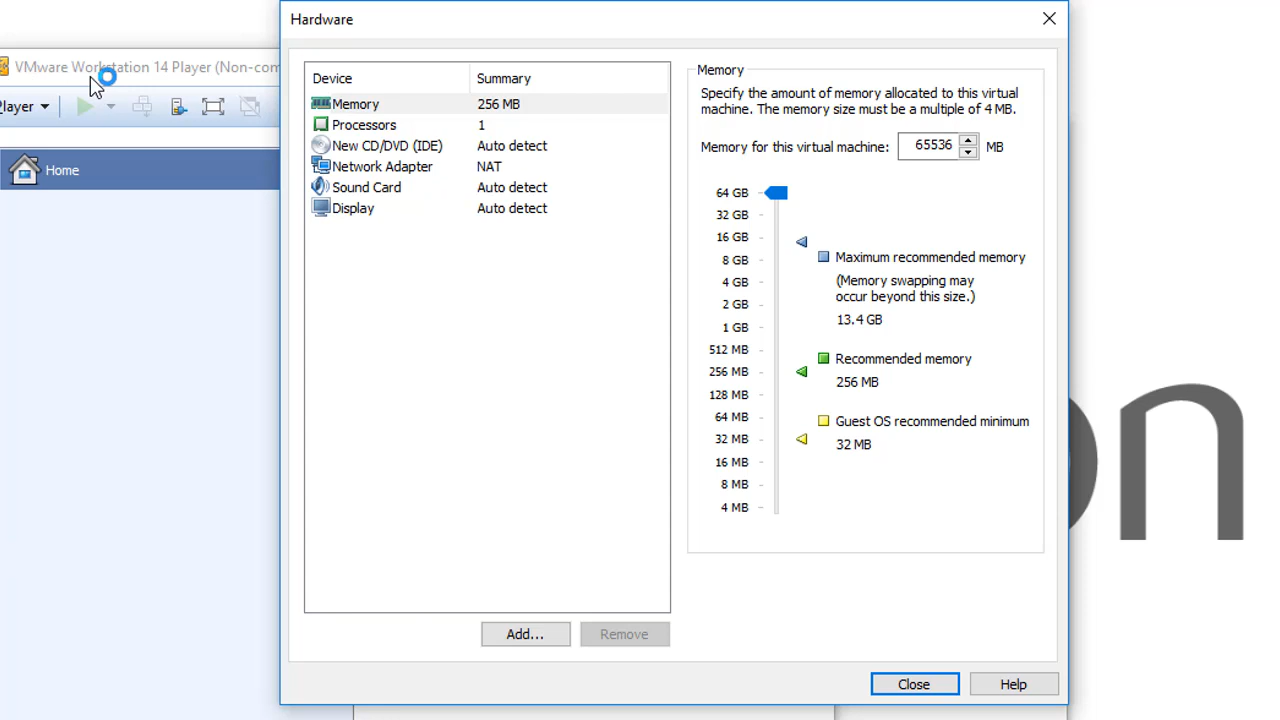 Hardware
VMware Workstation 14 Player (Non-com
Player
Home
Device Summary
Memory 256 MB
Processors 1
New CD/DVD (IDE) Auto detect
Network Adapter NAT
Sound Card Auto detect
Display Auto detect
Add...
Remove
Memory
Specify the amount of memory allocated to this virtual
machine. The memory size must be a multiple of 4 MB.
Memory for this virtual machine: 65536 MB
64 GB
32 GB
16 GB
8 GB
4 GB
2 GB
1 GB
512 MB
256 MB
128 MB
64 MB
32 MB
16 MB
8 MB
4 MB
Maximum recommended memory
(Memory swapping may
occur beyond this size.)
13.4 GB
Recommended memory
256 MB
Guest OS recommended minimum
32 MB
Close
Help
on